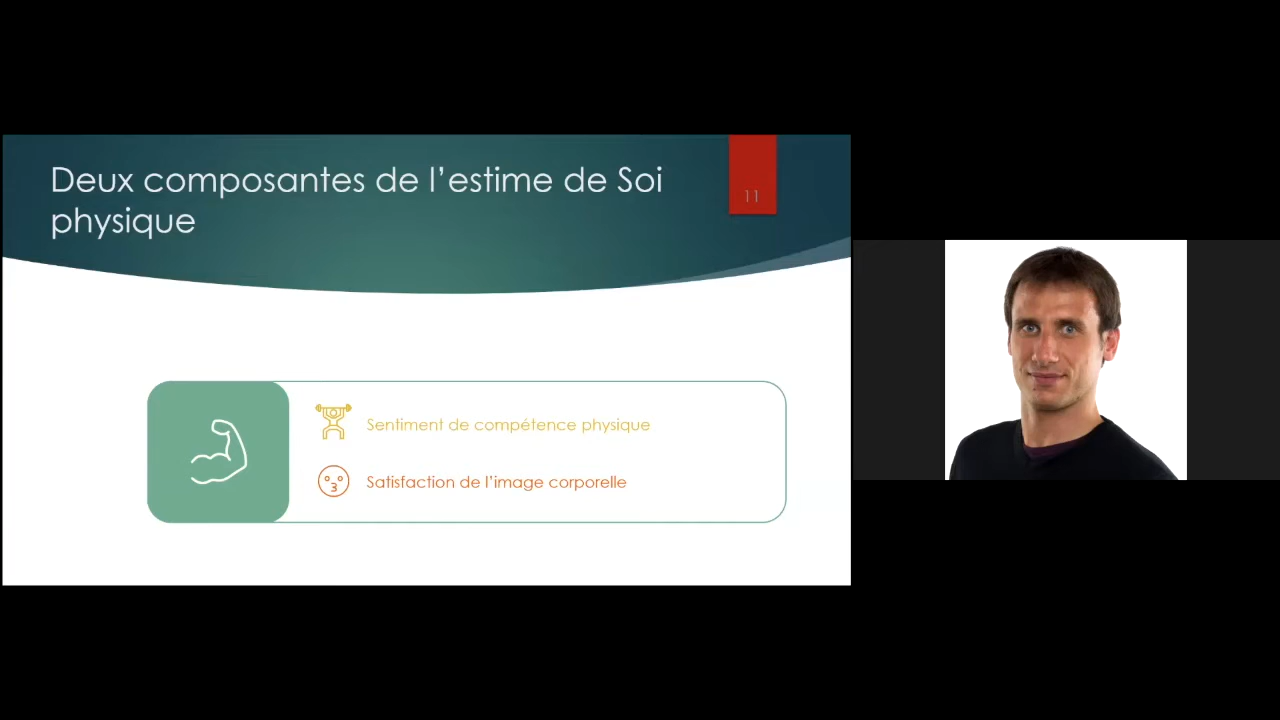 Deux composantes de l’estime de Soi
physique
11
Sentiment de compétence physique
Satisfaction de l’image corporelle